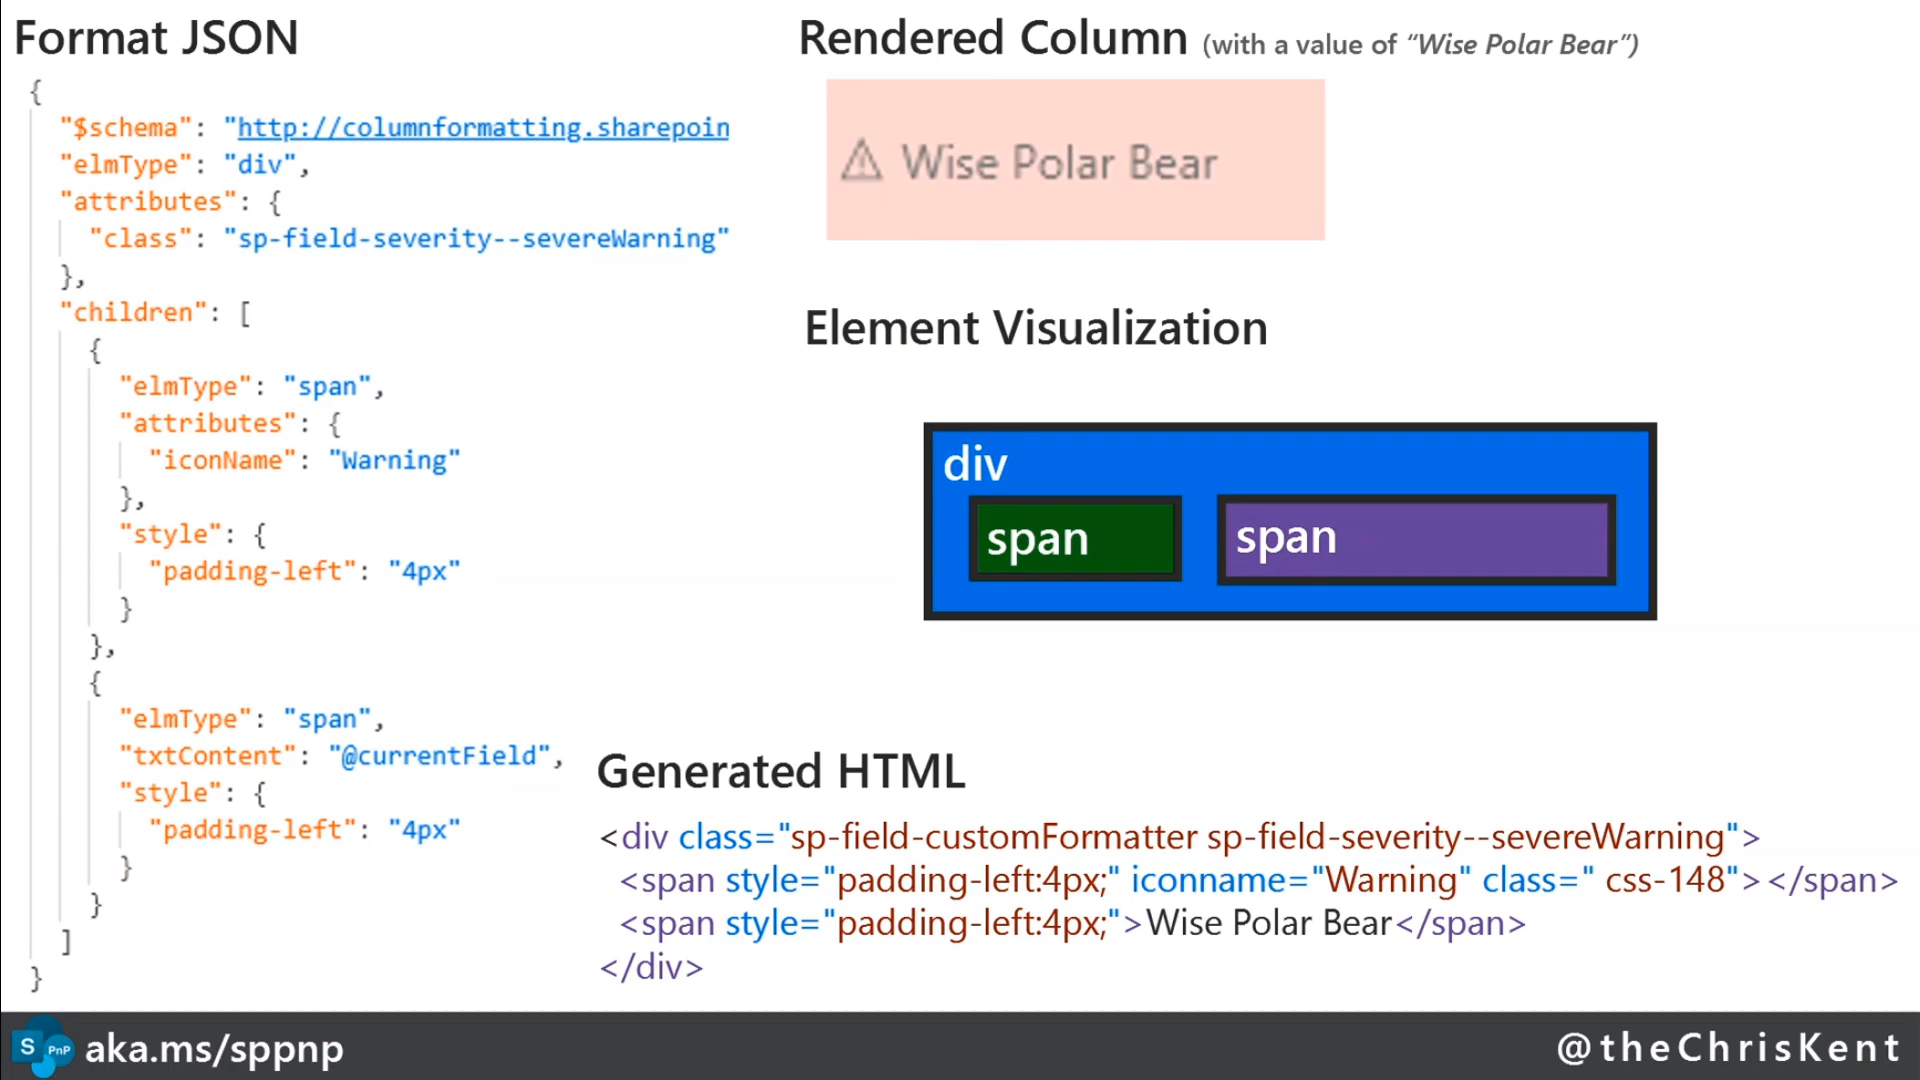 Format JSON
{
"$schema": "http://columnformatting.sharepoin
"elmType": "div",
"attributes": {
"class": "sp-field-severity--severeWarning"
},
"children": [
{
"elmType": "span",
"attributes": {
"iconName": "Warning"
},
"style": {
"padding-left": "4px"
}
},
{
"elmType": "span",
"txtContent": "@currentField",
"style": {
"padding-left": "4px"
}
}
]
}
Rendered Column (with a value of “Wise Polar Bear”)
Wise Polar Bear
Element Visualization
div
span span
Generated HTML
<div class="sp-field-customFormatter sp-field-severity--severeWarning">
<span style="padding-left:4px;" iconname="Warning" class=" css-148"></span>
<span style="padding-left:4px;">Wise Polar Bear</span>
</div>
S PnP aka.ms/sppnp
@theChrisKent